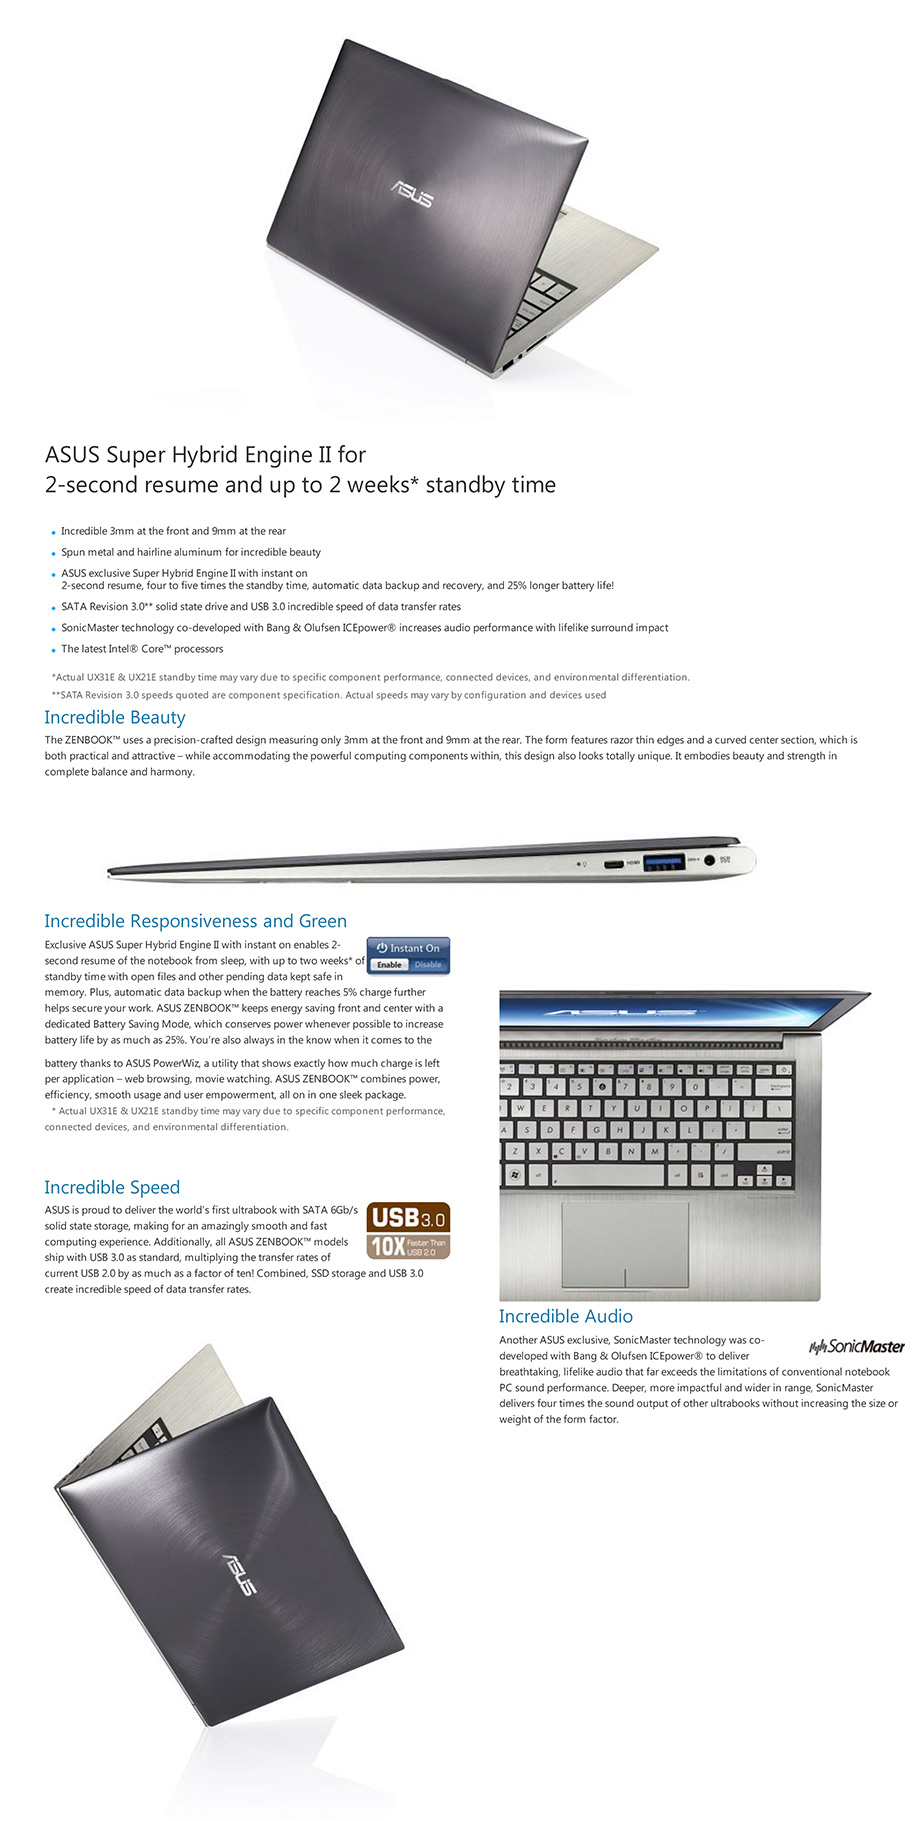 ASUS
ASUS Super Hybrid Engine II for
2-second resume and up to 2 weeks* standby time
Incredible 3mm at the front and 9mm at the rear
Spun metal and hairline aluminum for incredible beauty
ASUS exclusive Super Hybrid Engine II with instant on
2-second resume, four to five times the standby time, automatic data backup and recovery, and 25% longer battery life!
SATA Revision 3.0** solid state drive and USB 3.0 incredible speed of data transfer rates
SonicMaster technology co-developed with Bang & Olufsen ICEpower® increases audio performance with lifelike surround impact
The latest Intel® Core™ processors
*Actual UX31E & UX21E standby time may vary due to specific component performance, connected devices, and environmental differentiation.
**SATA Revision 3.0 speeds quoted are component specification. Actual speeds may vary by configuration and devices used
Incredible Beauty
The ZENBOOK™ uses a precision-crafted design measuring only 3mm at the front and 9mm at the rear. The form features razor thin edges and a curved center section, which is
both practical and attractive – while accommodating the powerful computing components within, this design also looks totally unique. It embodies beauty and strength in
complete balance and harmony.
HDMI
Incredible Responsiveness and Green
Exclusive ASUS Super Hybrid Engine II with instant on enables 2-
second resume of the notebook from sleep, with up to two weeks* of
standby time with open files and other pending data kept safe in
memory. Plus, automatic data backup when the battery reaches 5% charge further
helps secure your work. ASUS ZENBOOK™ keeps energy saving front and center with a
dedicated Battery Saving Mode, which conserves power whenever possible to increase
battery life by as much as 25%. You're also always in the know when it comes to the
battery thanks to ASUS PowerWiz, a utility that shows exactly how much charge is left
per application – web browsing, movie watching. ASUS ZENBOOK™ combines power,
efficiency, smooth usage and user empowerment, all on in one sleek package.
* Actual UX31E & UX21E standby time may vary due to specific component performance,
connected devices, and environmental differentiation.
Instant On
Enable Disable
Incredible Speed
ASUS is proud to deliver the world's first ultrabook with SATA 6Gb/s
solid state storage, making for an amazingly smooth and fast
computing experience. Additionally, all ASUS ZENBOOK™ models
ship with USB 3.0 as standard, multiplying the transfer rates of
current USB 2.0 by as much as a factor of ten! Combined, SSD storage and USB 3.0
create incredible speed of data transfer rates.
USB 3.0
10X Faster Than
USB 2.0
ASUS
2 3 4 5 6 7 8 9 0
W E R T Y U I O P
A S D F G H J K L
Z X C V B N M
Incredible Audio
Another ASUS exclusive, SonicMaster technology was co-
developed with Bang & Olufsen ICEpower® to deliver
breathtaking, lifelike audio that far exceeds the limitations of conventional notebook
PC sound performance. Deeper, more impactful and wider in range, SonicMaster
delivers four times the sound output of other ultrabooks without increasing the size or
weight of the form factor.
SonicMaster
ASUS